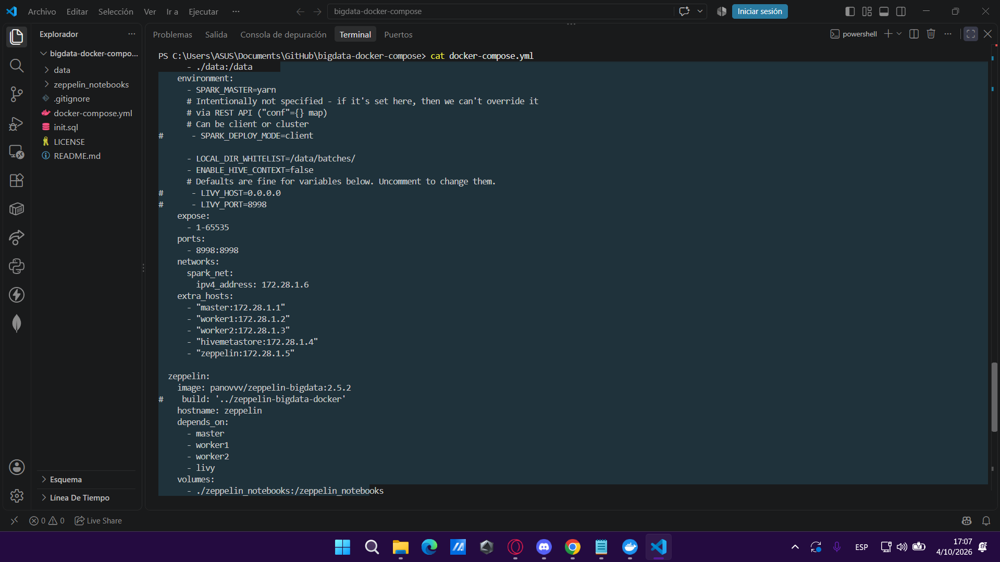 Archivo Editar Selección Ver Ir a Ejecutar ···
bigdata-docker-compose
Iniciar sesión
Explorador
bigdata-docker-compo...
data
zeppelin_notebooks
.gitignore
docker-compose.yml
init.sql
LICENSE
README.md
Esquema
Línea De Tiempo
Problemas Salida Consola de depuración Terminal Puertos
powershell
PS C:\Users\ASUS\Documents\GitHub\bigdata-docker-compose> cat docker-compose.yml
      - ./data:/data
    environment:
      - SPARK_MASTER=yarn
      # Intentionally not specified - if it's set here, then we can't override it
      # via REST API ("conf"={} map)
      # Can be client or cluster
#      - SPARK_DEPLOY_MODE=client
      - LOCAL_DIR_WHITELIST=/data/batches/
      - ENABLE_HIVE_CONTEXT=false
      # Defaults are fine for variables below. Uncomment to change them.
#      - LIVY_HOST=0.0.0.0
#      - LIVY_PORT=8998
    expose:
      - 1-65535
    ports:
      - 8998:8998
    networks:
      spark_net:
        ipv4_address: 172.28.1.6
    extra_hosts:
      - "master:172.28.1.1"
      - "worker1:172.28.1.2"
      - "worker2:172.28.1.3"
      - "hivemetastore:172.28.1.4"
      - "zeppelin:172.28.1.5"
  zeppelin:
    image: panovvv/zeppelin-bigdata:2.5.2
#    build: '../zeppelin-bigdata-docker'
    hostname: zeppelin
    depends_on:
      - master
      - worker1
      - worker2
      - livy
    volumes:
      - ./zeppelin_notebooks:/zeppelin_notebooks
0 0 Live Share
ESP
17:07
4/10/2026